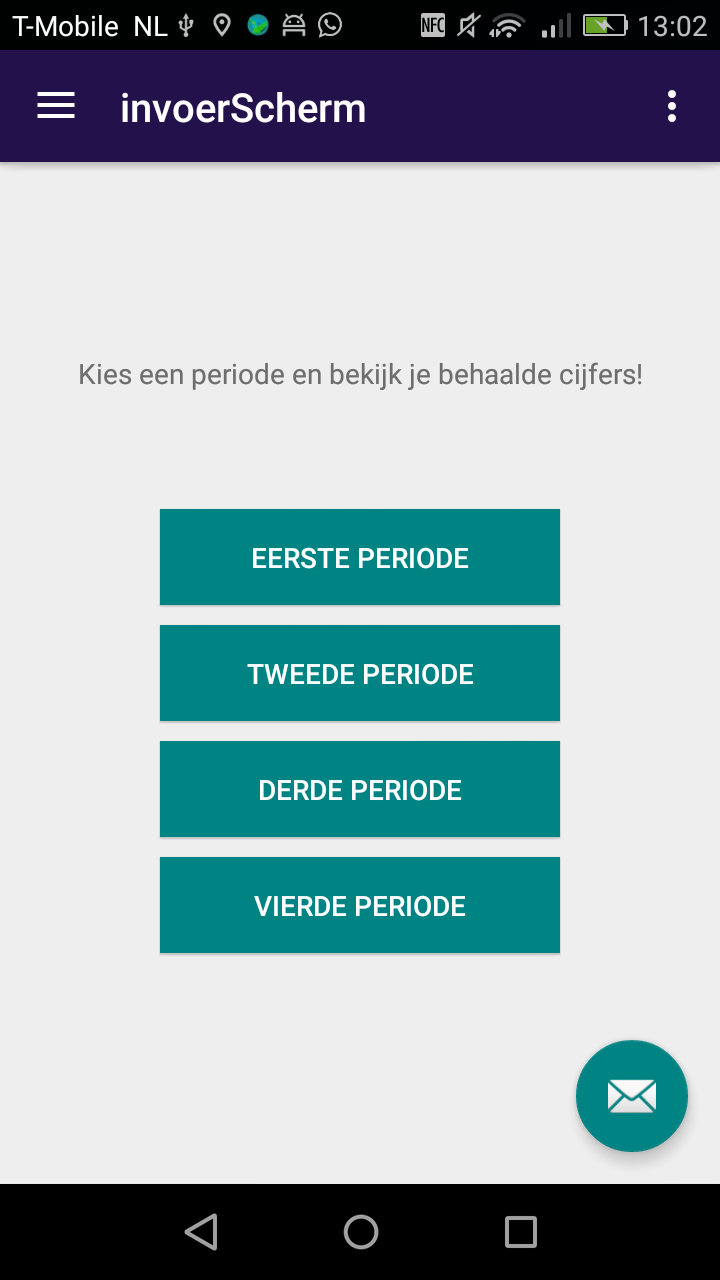 T-Mobile NL NFC 13:02
invoerScherm
Kies een periode en bekijk je behaalde cijfers!
EERSTE PERIODE
TWEEDE PERIODE
DERDE PERIODE
VIERDE PERIODE